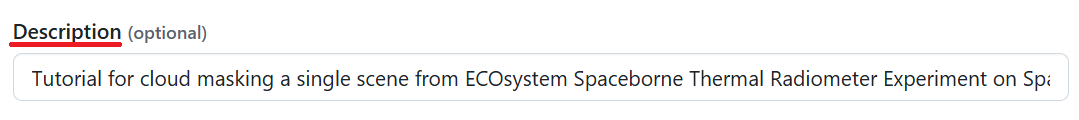 Description (optional)
Tutorial for cloud masking a single scene from ECOsystem Spaceborne Thermal Radiometer Experiment on